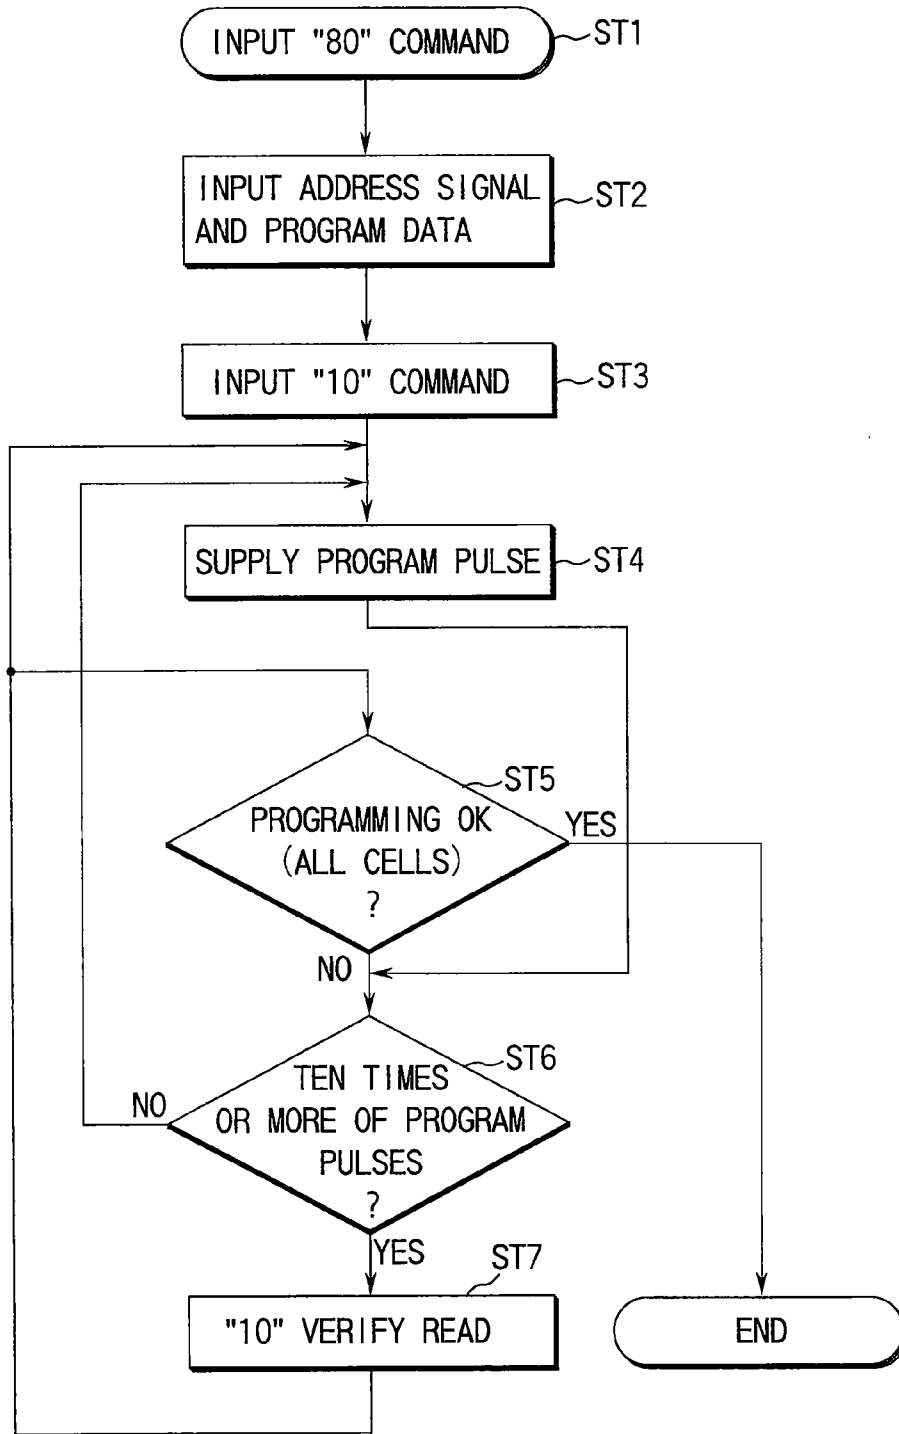 INPUT "80" COMMAND
ST1
INPUT ADDRESS SIGNAL
AND PROGRAM DATA
ST2
INPUT "10" COMMAND
ST3
SUPPLY PROGRAM PULSE
ST4
ST5
PROGRAMMING OK
(ALL CELLS)
?
YES
NO
ST6
TEN TIMES
OR MORE OF PROGRAM
PULSES
?
NO
YES
ST7
"10" VERIFY READ
END